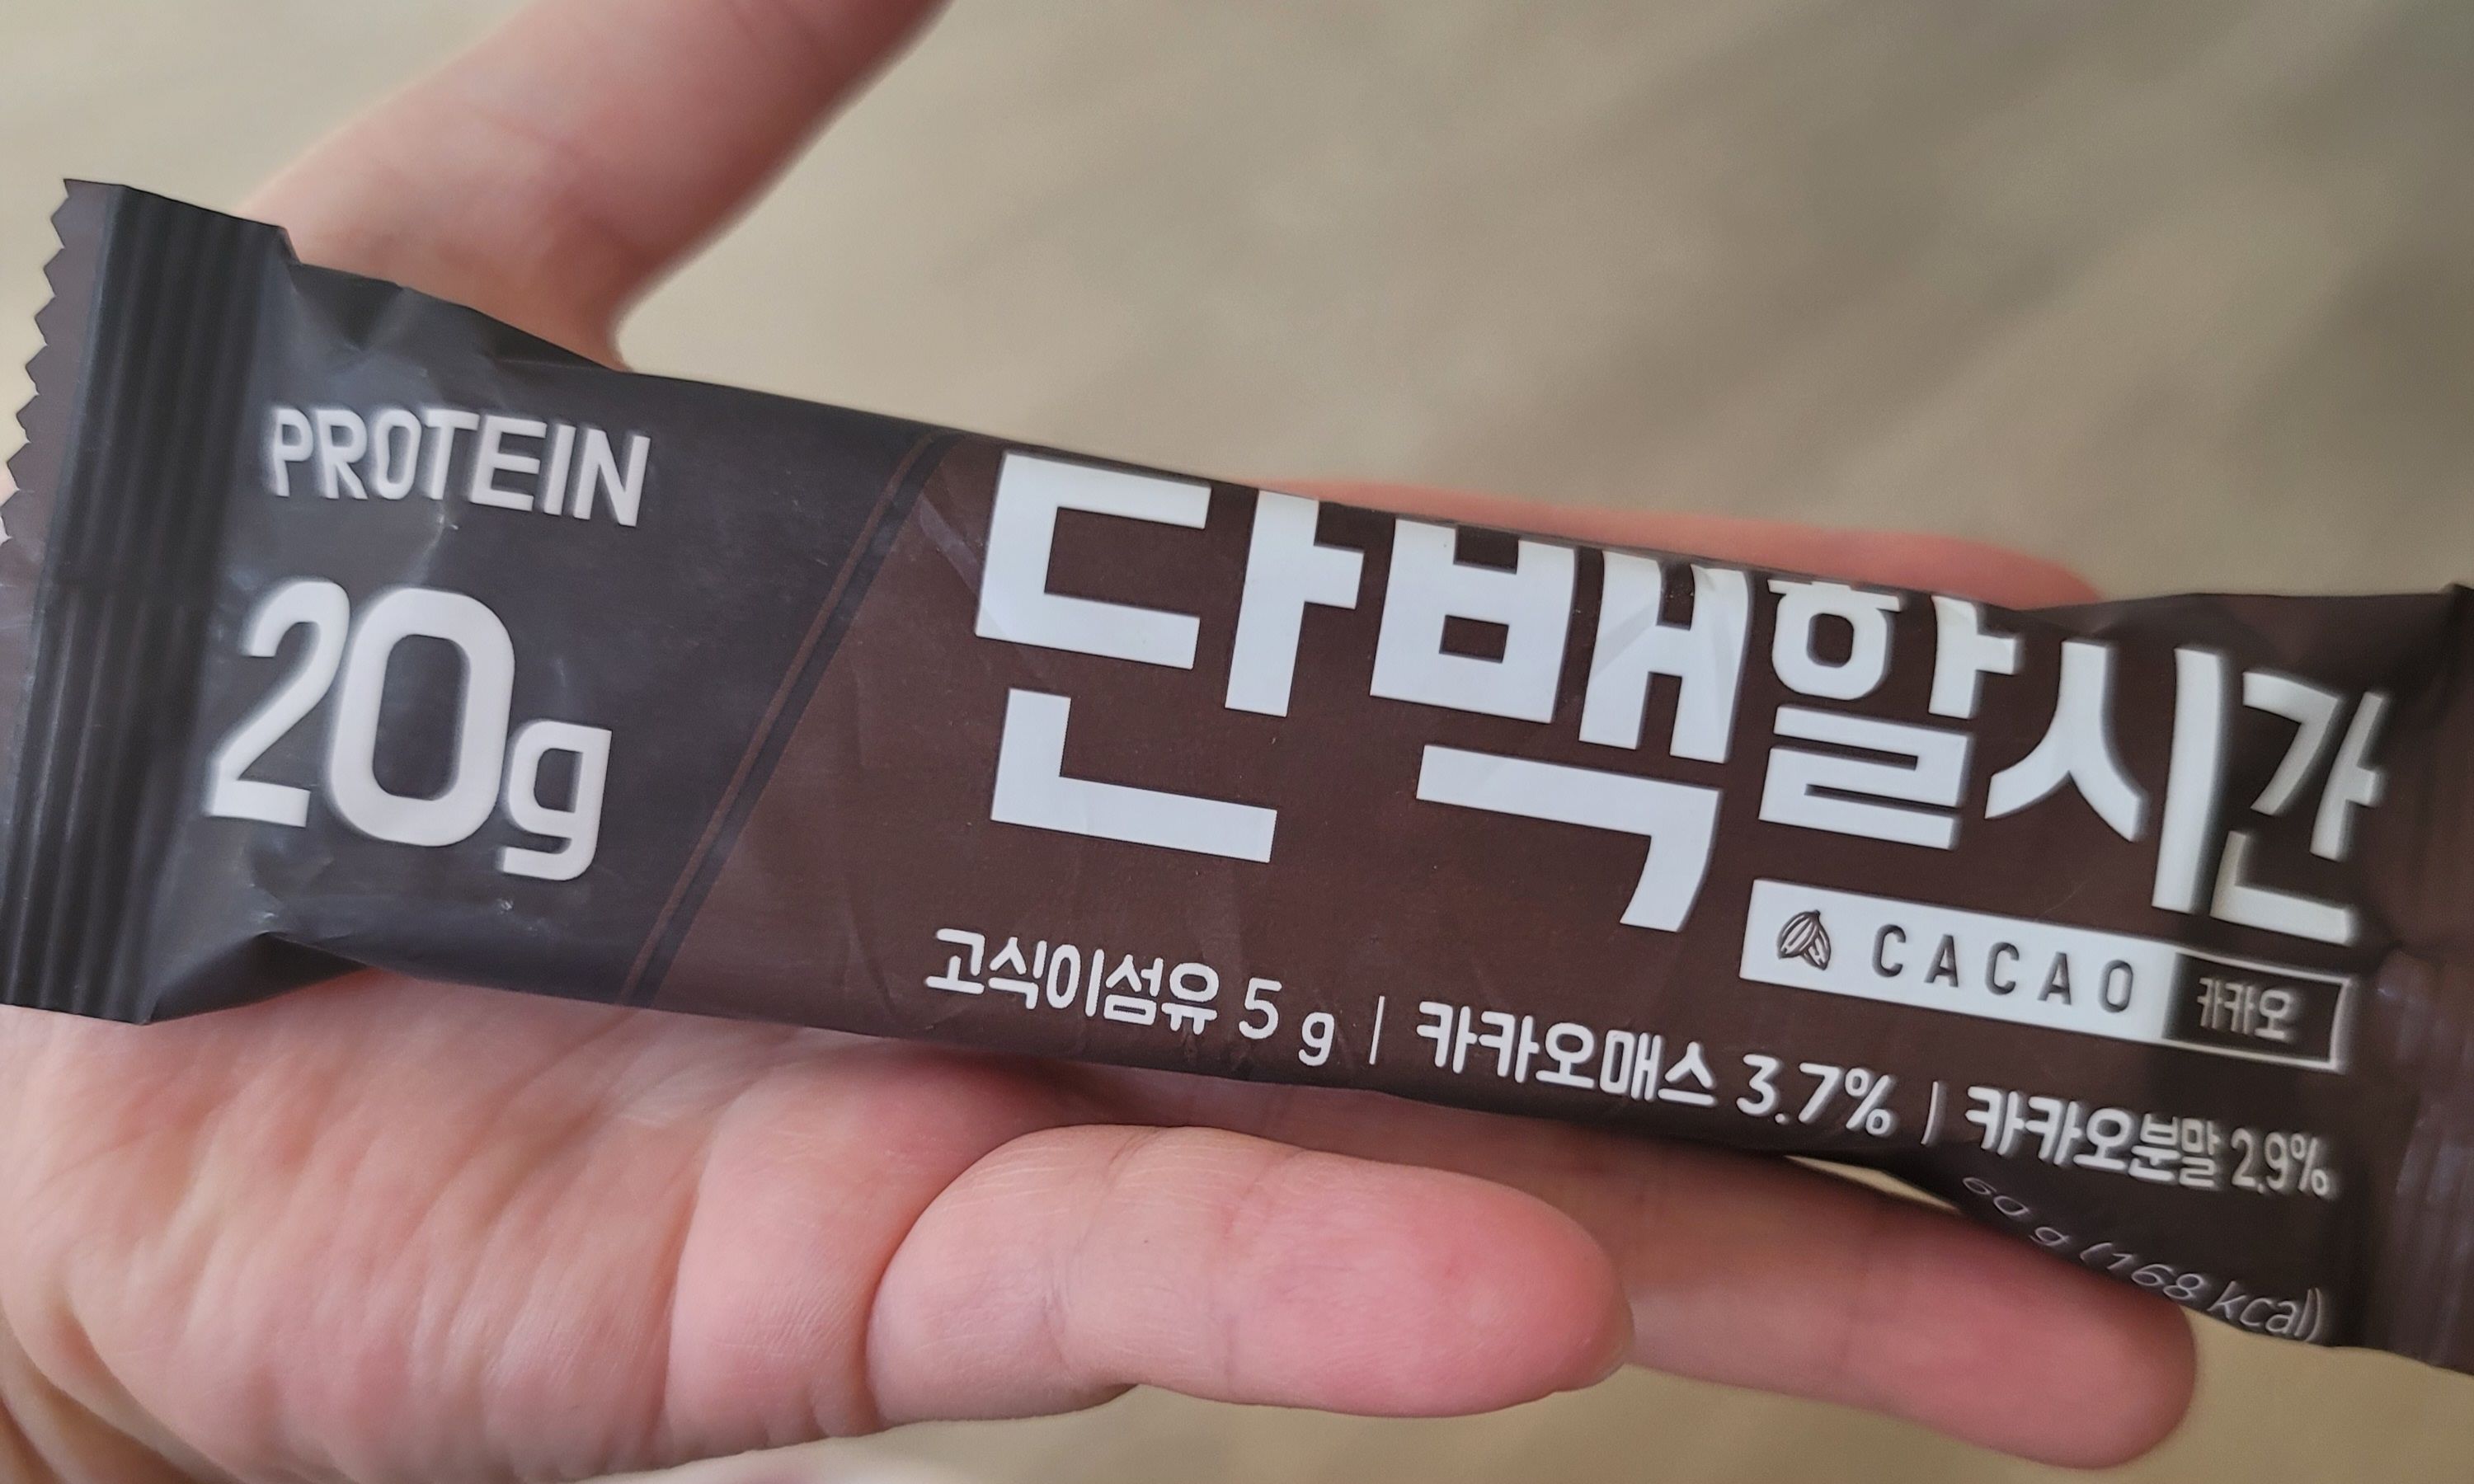 PROTEIN
20g
단백할시간
CACAO 카카오
고식이섬유 5 g | 카카오매스 3.7% | 카카오분말 2.9%
60 g (168 kcal)